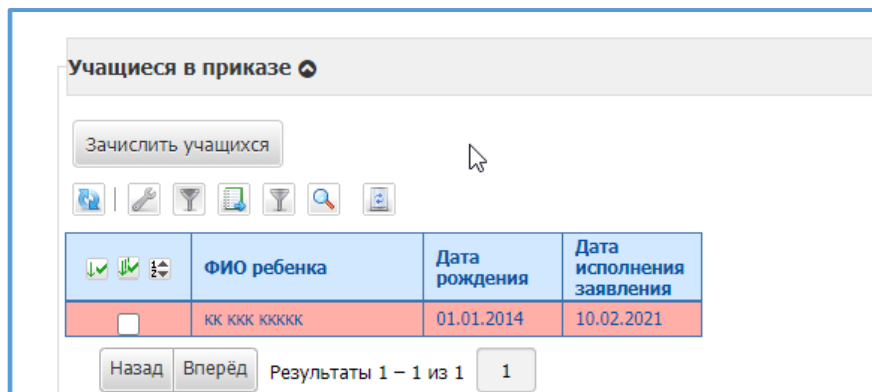 Учащиеся в приказе
Зачислить учащихся
ФИО ребенка
Дата рождения
Дата исполнения заявления
кк ккк ккккк
01.01.2014
10.02.2021
Назад
Вперёд
Результаты 1 – 1 из 1
1